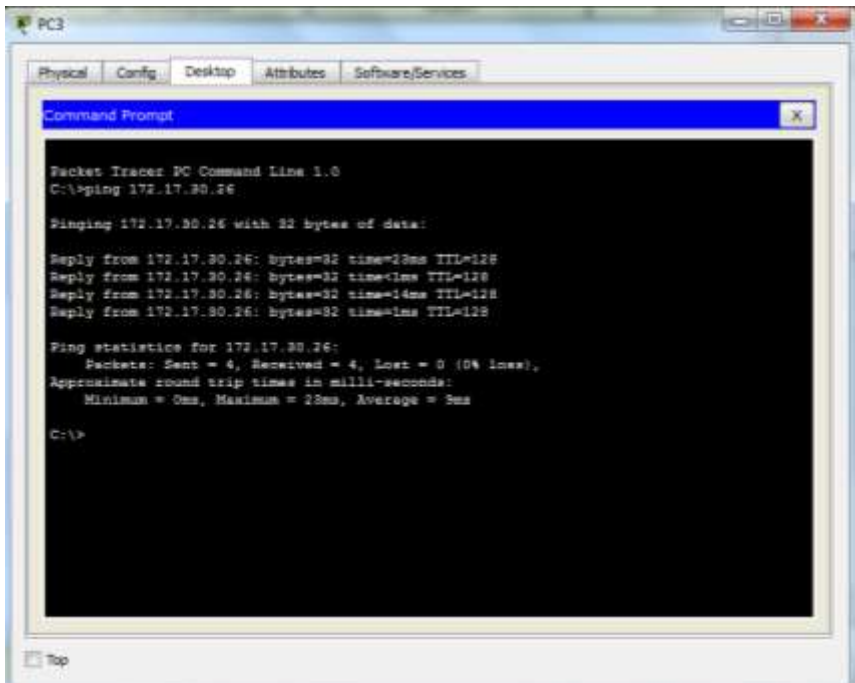 PC3
Physical Config Desktop Attributes Software/Services
Command Prompt X
Packet Tracer PC Command Line 1.0
C:\>ping 172.17.30.26
Pinging 172.17.30.26 with 32 bytes of data:
Reply from 172.17.30.26: bytes=32 time=23ms TTL=128
Reply from 172.17.30.26: bytes=32 time<1ms TTL=128
Reply from 172.17.30.26: bytes=32 time=14ms TTL=128
Reply from 172.17.30.26: bytes=32 time=1ms TTL=128
Ping statistics for 172.17.30.26:
Packets: Sent = 4, Received = 4, Lost = 0 (0% loss),
Approximate round trip times in milli-seconds:
Minimum = 0ms, Maximum = 23ms, Average = 9ms
C:\>
Top